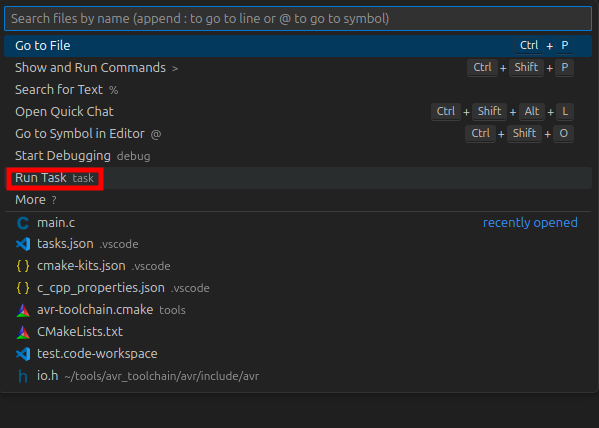 Search files by name (append : to go to line or @ to go to symbol)
Go to File Ctrl + P
Show and Run Commands > Ctrl + Shift + P
Search for Text %
Open Quick Chat Ctrl + Shift + Alt + L
Go to Symbol in Editor @ Ctrl + Shift + O
Start Debugging debug
Run Task task
More ?
C main.c recently opened
tasks.json .vscode
{ } cmake-kits.json .vscode
{ } c_cpp_properties.json .vscode
avr-toolchain.cmake tools
CMakeLists.txt
test.code-workspace
h io.h ~/tools/avr_toolchain/avr/include/avr